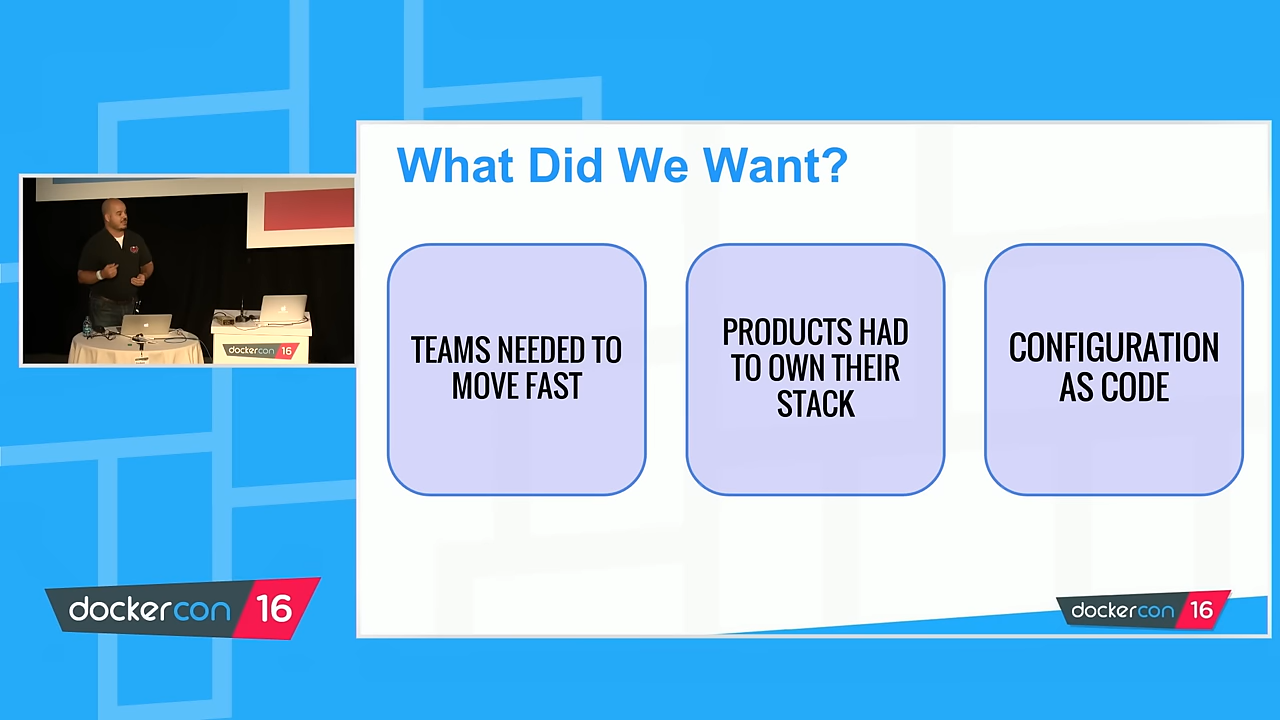 What Did We Want?
TEAMS NEEDED TO
MOVE FAST
PRODUCTS HAD
TO OWN THEIR
STACK
CONFIGURATION
AS CODE
dockercon 16
dockercon 16
dockercon 16